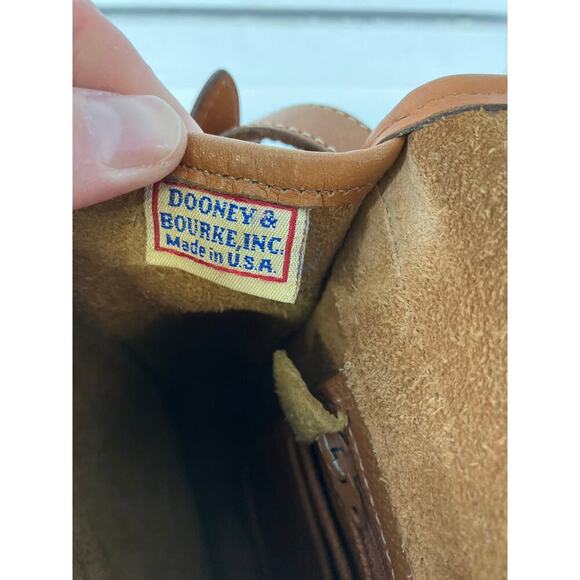 DOONEY &
BOURKE, INC.
Made in U.S.A.